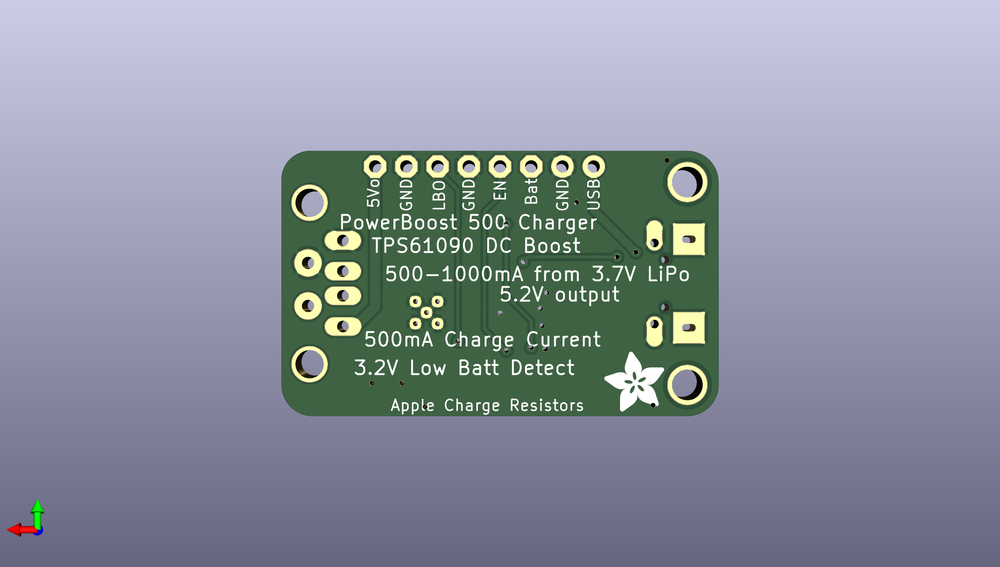 5Vo GND LBO GND EN Bat GND USB
PowerBoost 500 Charger
TPS61090 DC Boost
500-1000mA from 3.7V LiPo
5.2V output
500mA Charge Current
3.2V Low Batt Detect
Apple Charge Resistors